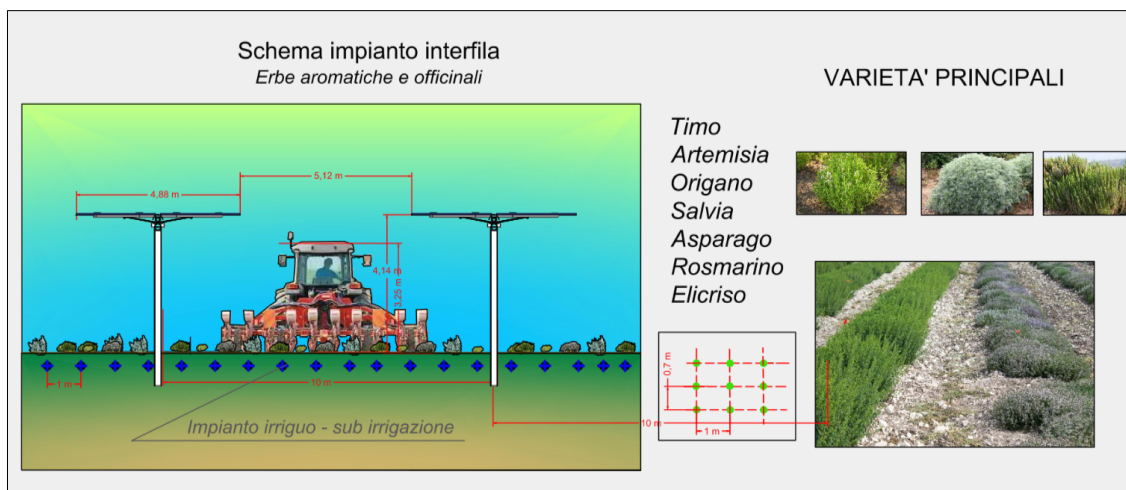 Schema impianto interfila
Erbe aromatiche e officinali
VARIETA' PRINCIPALI
Timo
Artemisia
Origano
Salvia
Asparago
Rosmarino
Elicriso
4,88 m
5,12 m
4,14 m
3,25 m
1 m
10 m
Impianto irriguo - sub irrigazione
0,7 m
1 m
10 m